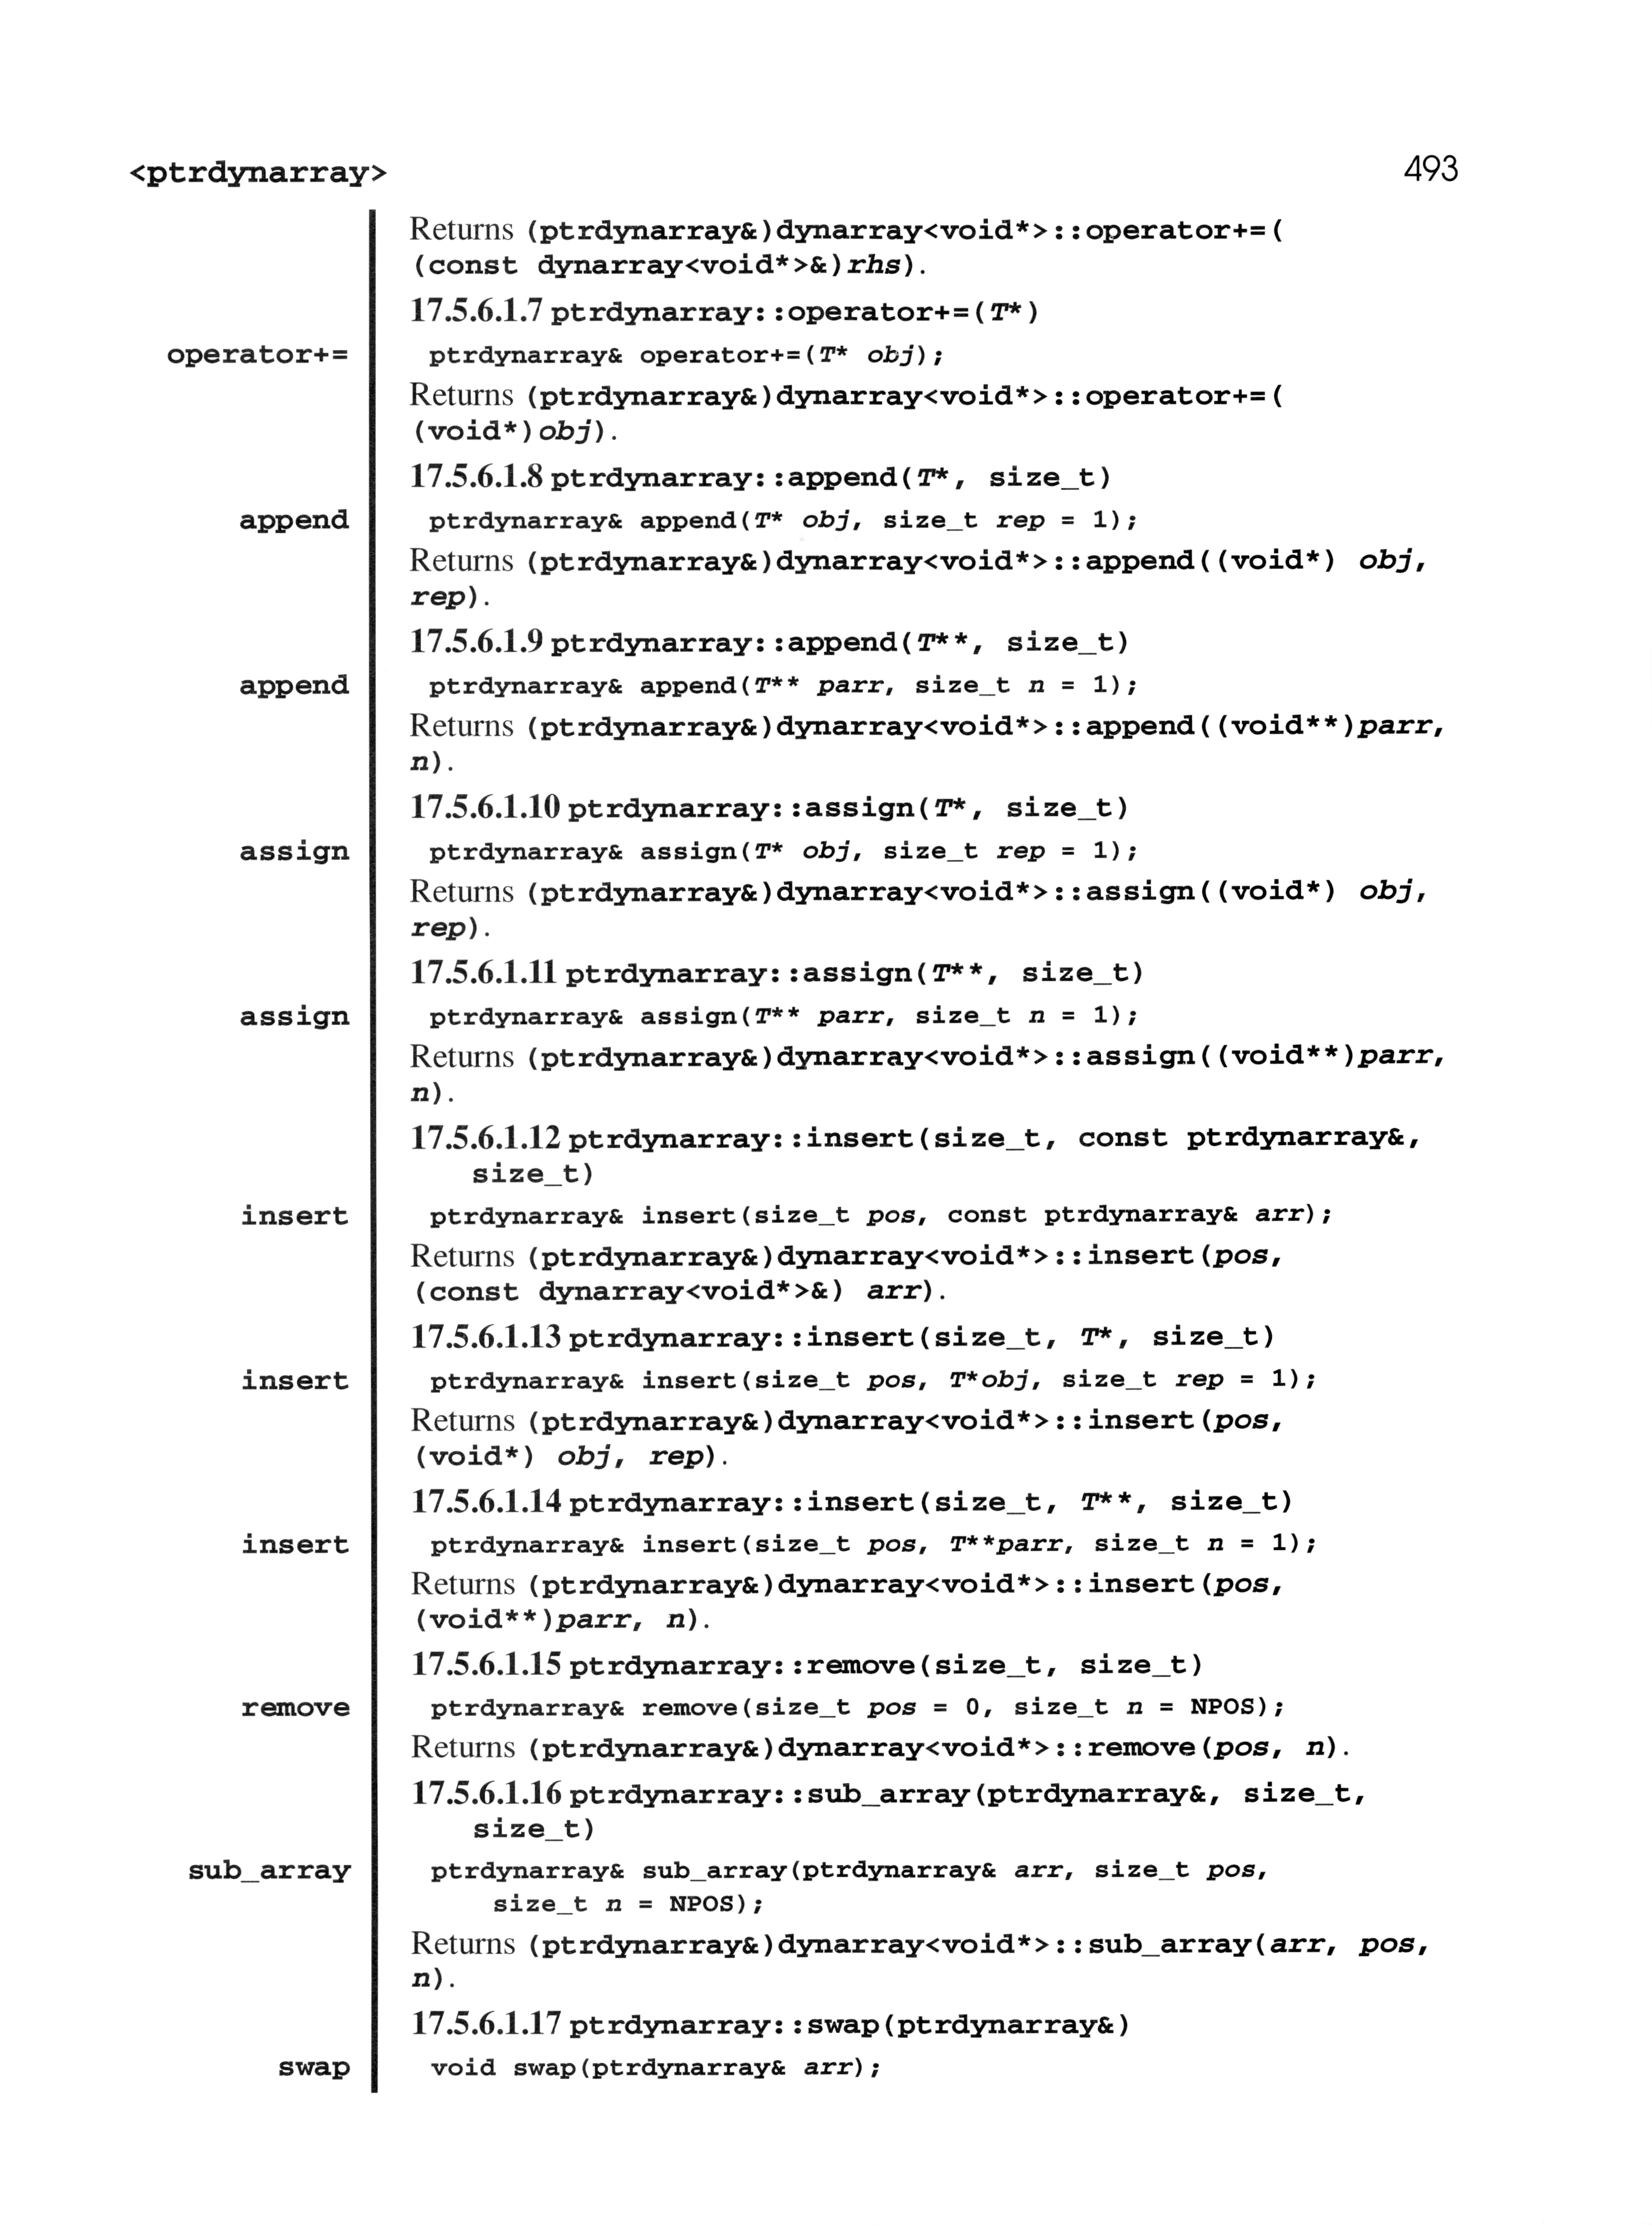 <ptrdynarray> 493
Returns (ptrdynarray&)dynarray<void*>::operator+=(
(const dynarray<void*>&)rhs).
17.5.6.1.7 ptrdynarray::operator+=(T*)
operator+= ptrdynarray& operator+=(T* obj);
Returns (ptrdynarray&)dynarray<void*>::operator+=(
(void*)obj).
17.5.6.1.8 ptrdynarray::append(T*, size_t)
append ptrdynarray& append(T* obj, size_t rep = 1);
Returns (ptrdynarray&)dynarray<void*>::append((void*) obj,
rep).
17.5.6.1.9 ptrdynarray::append(T**, size_t)
append ptrdynarray& append(T** parr, size_t n = 1);
Returns (ptrdynarray&)dynarray<void*>::append((void**)parr,
n).
17.5.6.1.10 ptrdynarray::assign(T*, size_t)
assign ptrdynarray& assign(T* obj, size_t rep = 1);
Returns (ptrdynarray&)dynarray<void*>::assign((void*) obj,
rep).
17.5.6.1.11 ptrdynarray::assign(T**, size_t)
assign ptrdynarray& assign(T** parr, size_t n = 1);
Returns (ptrdynarray&)dynarray<void*>::assign((void**)parr,
n).
17.5.6.1.12 ptrdynarray::insert(size_t, const ptrdynarray&,
size_t)
insert ptrdynarray& insert(size_t pos, const ptrdynarray& arr);
Returns (ptrdynarray&)dynarray<void*>::insert(pos,
(const dynarray<void*>&) arr).
17.5.6.1.13 ptrdynarray::insert(size_t, T*, size_t)
insert ptrdynarray& insert(size_t pos, T*obj, size_t rep = 1);
Returns (ptrdynarray&)dynarray<void*>::insert(pos,
(void*) obj, rep).
17.5.6.1.14 ptrdynarray::insert(size_t, T**, size_t)
insert ptrdynarray& insert(size_t pos, T**parr, size_t n = 1);
Returns (ptrdynarray&)dynarray<void*>::insert(pos,
(void**)parr, n).
17.5.6.1.15 ptrdynarray::remove(size_t, size_t)
remove ptrdynarray& remove(size_t pos = 0, size_t n = NPOS);
Returns (ptrdynarray&)dynarray<void*>::remove(pos, n).
17.5.6.1.16 ptrdynarray::sub_array(ptrdynarray&, size_t,
size_t)
sub_array ptrdynarray& sub_array(ptrdynarray& arr, size_t pos,
size_t n = NPOS);
Returns (ptrdynarray&)dynarray<void*>::sub_array(arr, pos,
n).
17.5.6.1.17 ptrdynarray::swap(ptrdynarray&)
swap void swap(ptrdynarray& arr);